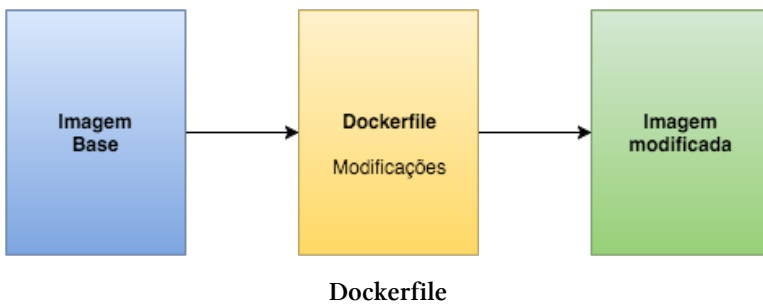 Imagem
Base
Dockerfile
Modificações
Imagem
modificada
Dockerfile